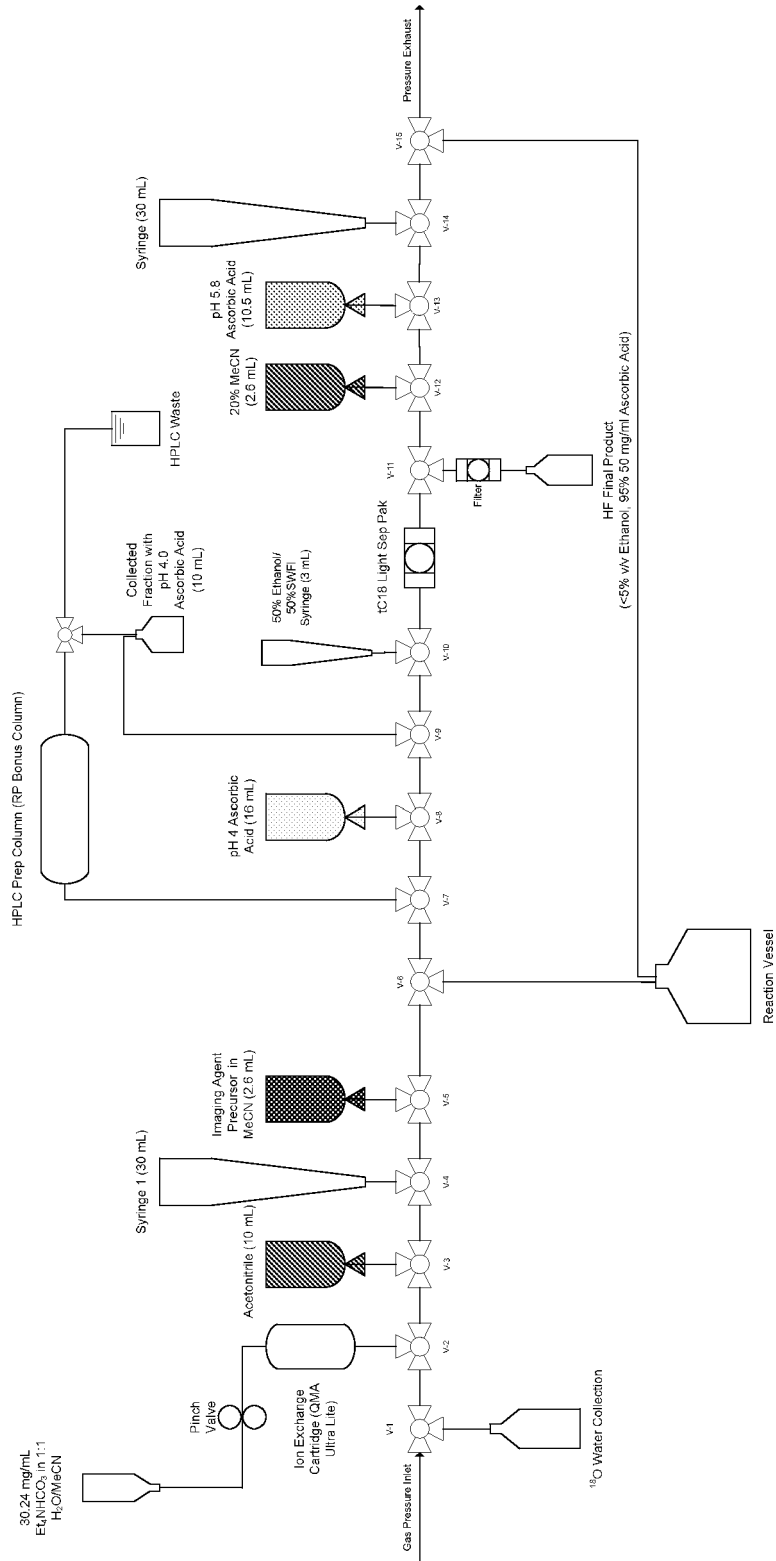 30.24 mg/mL
Et₄NHCO₃ in 1:1
H₂O/MeCN
Pinch
Valve
Ion Exchange
Cartridge (QMA
Ultra Lite)
Gas Pressure Inlet
V-1
¹⁸O Water Collection
V-2
Acetonitrile (10 mL)
V-3
Syringe 1 (30 mL)
V-4
Imaging Agent
Precursor in
MeCN (2.6 mL)
V-5
V-6
Reaction Vessel
HPLC Prep Column (RP Bonus Column)
V-7
pH 4 Ascorbic
Acid (16 mL)
V-8
Collected
Fraction with
pH 4.0
Ascorbic Acid
(10 mL)
V-9
HPLC Waste
50% Ethanol/
50%SWFI
Syringe (3 mL)
V-10
tC18 Light Sep Pak
V-11
Filter
HF Final Product
(<5% v/v Ethanol, 95% 50 mg/ml Ascorbic Acid)
20% MeCN
(2.6 mL)
V-12
pH 5.8
Ascorbic Acid
(10.5 mL)
V-13
Syringe (30 mL)
V-14
V-15
Pressure Exhaust